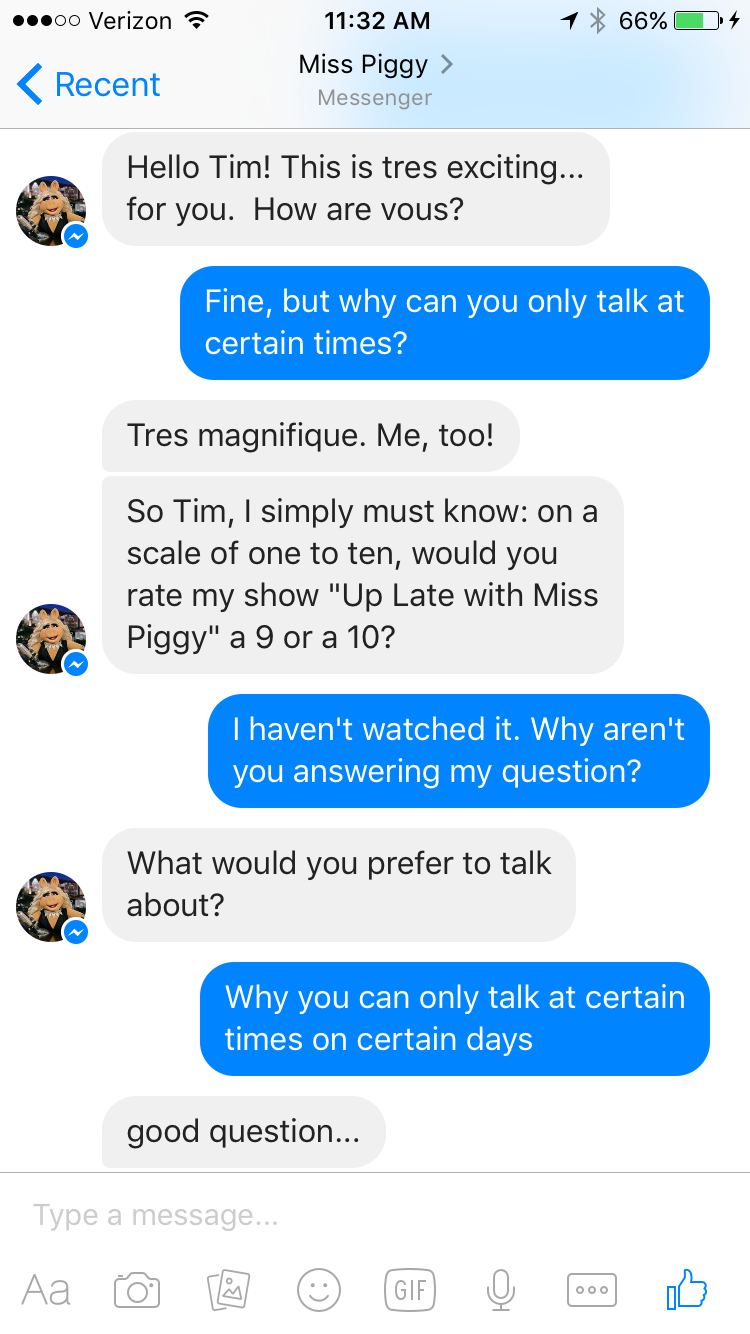 Verizon 11:32 AM 66%
Recent Miss Piggy
Messenger
Hello Tim! This is tres exciting...
for you.  How are vous?
Fine, but why can you only talk at
certain times?
Tres magnifique. Me, too!
So Tim, I simply must know: on a
scale of one to ten, would you
rate my show "Up Late with Miss
Piggy" a 9 or a 10?
I haven't watched it. Why aren't
you answering my question?
What would you prefer to talk
about?
Why you can only talk at certain
times on certain days
good question...
Type a message...
Aa GIF